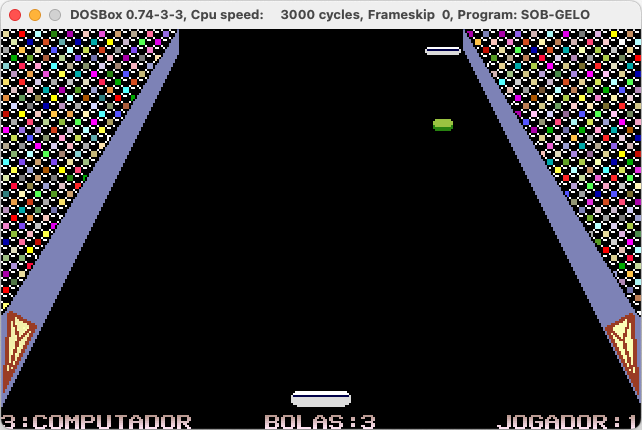 DOSBox 0.74-3-3, Cpu speed: 3000 cycles, Frameskip 0, Program: SOB-GELO
3:COMPUTADOR BOLAS:3 JOGADOR:1